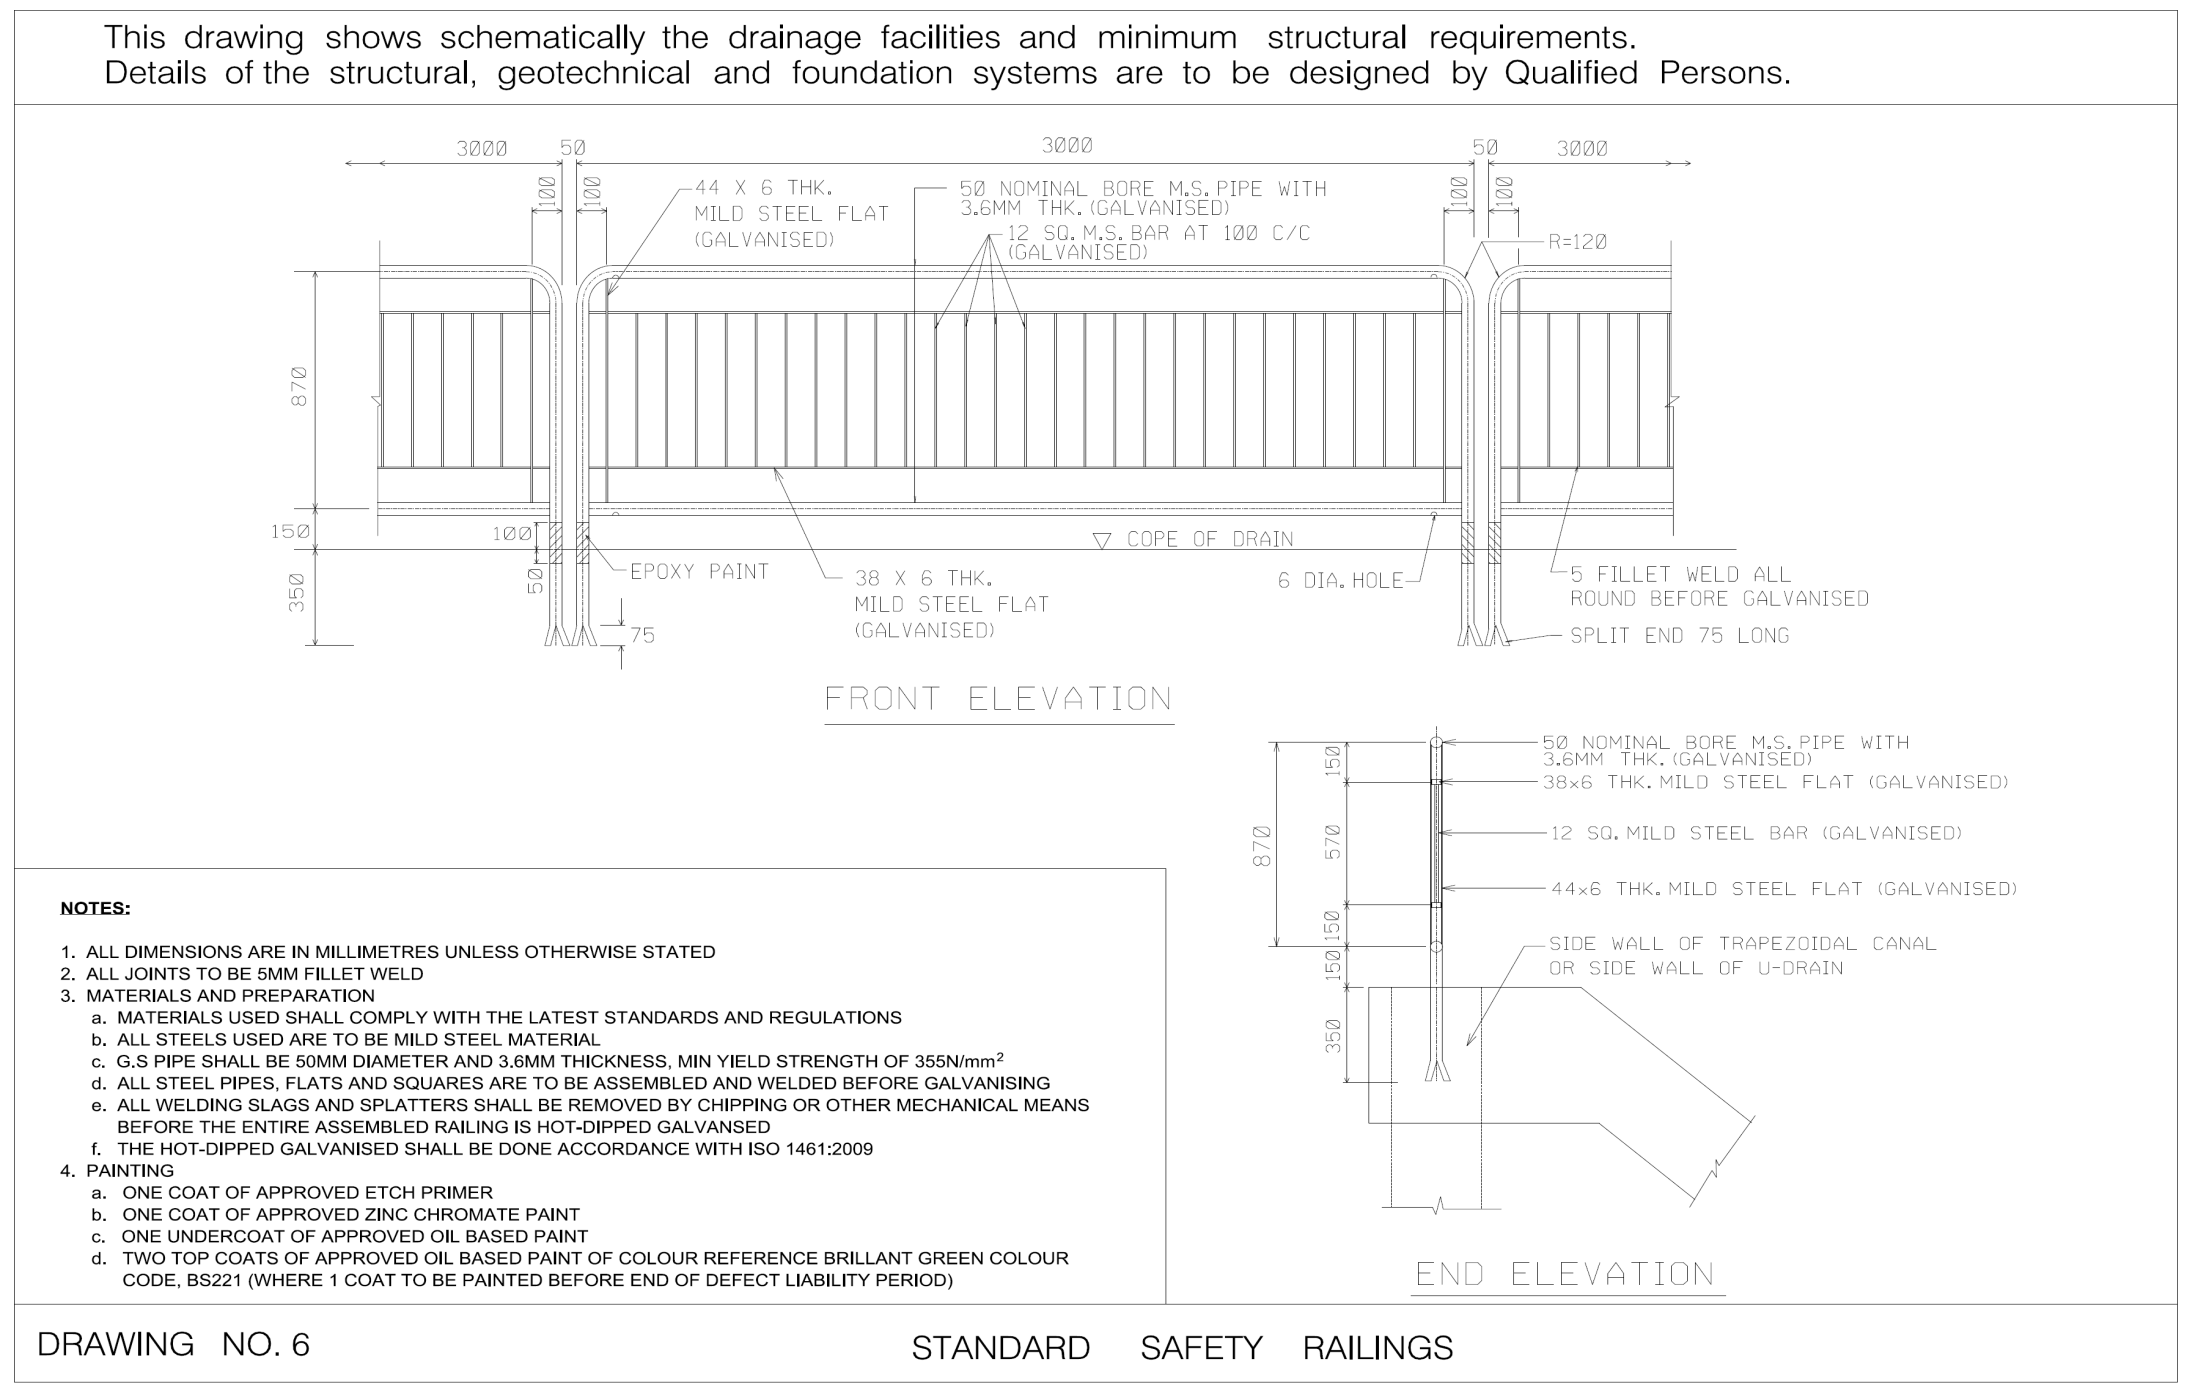 This drawing shows schematically the drainage facilities and minimum structural requirements.
Details of the structural, geotechnical and foundation systems are to be designed by Qualified Persons.
3000 50 3000 50 3000
100 100 100 100
44 X 6 THK.
MILD STEEL FLAT
(GALVANISED)
50 NOMINAL BORE M.S. PIPE WITH
3.6MM THK. (GALVANISED)
12 SQ. M.S. BAR AT 100 C/C
(GALVANISED)
R=120
870
150
350
100
50
EPOXY PAINT
75
38 X 6 THK.
MILD STEEL FLAT
(GALVANISED)
COPE OF DRAIN
6 DIA. HOLE
5 FILLET WELD ALL
ROUND BEFORE GALVANISED
SPLIT END 75 LONG
FRONT ELEVATION
870
150
570
150
150
350
50 NOMINAL BORE M.S. PIPE WITH
3.6MM THK. (GALVANISED)
38x6 THK. MILD STEEL FLAT (GALVANISED)
12 SQ. MILD STEEL BAR (GALVANISED)
44x6 THK. MILD STEEL FLAT (GALVANISED)
SIDE WALL OF TRAPEZOIDAL CANAL
OR SIDE WALL OF U-DRAIN
END ELEVATION
NOTES:
1. ALL DIMENSIONS ARE IN MILLIMETRES UNLESS OTHERWISE STATED
2. ALL JOINTS TO BE 5MM FILLET WELD
3. MATERIALS AND PREPARATION
a. MATERIALS USED SHALL COMPLY WITH THE LATEST STANDARDS AND REGULATIONS
b. ALL STEELS USED ARE TO BE MILD STEEL MATERIAL
c. G.S PIPE SHALL BE 50MM DIAMETER AND 3.6MM THICKNESS, MIN YIELD STRENGTH OF 355N/mm²
d. ALL STEEL PIPES, FLATS AND SQUARES ARE TO BE ASSEMBLED AND WELDED BEFORE GALVANISING
e. ALL WELDING SLAGS AND SPLATTERS SHALL BE REMOVED BY CHIPPING OR OTHER MECHANICAL MEANS
BEFORE THE ENTIRE ASSEMBLED RAILING IS HOT-DIPPED GALVANSED
f. THE HOT-DIPPED GALVANISED SHALL BE DONE ACCORDANCE WITH ISO 1461:2009
4. PAINTING
a. ONE COAT OF APPROVED ETCH PRIMER
b. ONE COAT OF APPROVED ZINC CHROMATE PAINT
c. ONE UNDERCOAT OF APPROVED OIL BASED PAINT
d. TWO TOP COATS OF APPROVED OIL BASED PAINT OF COLOUR REFERENCE BRILLANT GREEN COLOUR
CODE, BS221 (WHERE 1 COAT TO BE PAINTED BEFORE END OF DEFECT LIABILITY PERIOD)
DRAWING NO. 6
STANDARD SAFETY RAILINGS